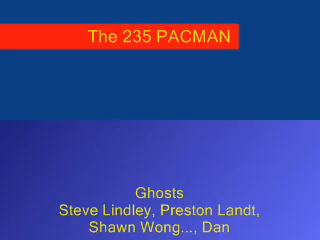 The 235 PACMAN
Ghosts
Steve Lindley, Preston Landt,
Shawn Wong..., Dan